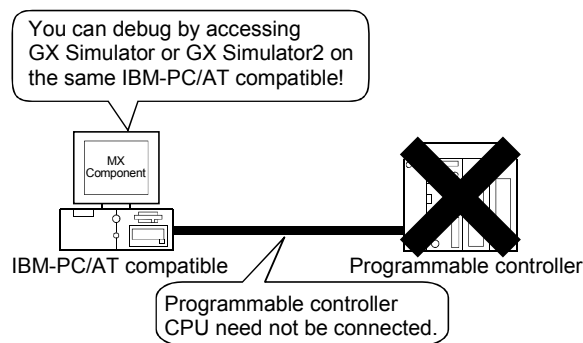 You can debug by accessing
GX Simulator or GX Simulator2 on
the same IBM-PC/AT compatible!
MX
Component
IBM-PC/AT compatible
Programmable controller
Programmable controller
CPU need not be connected.